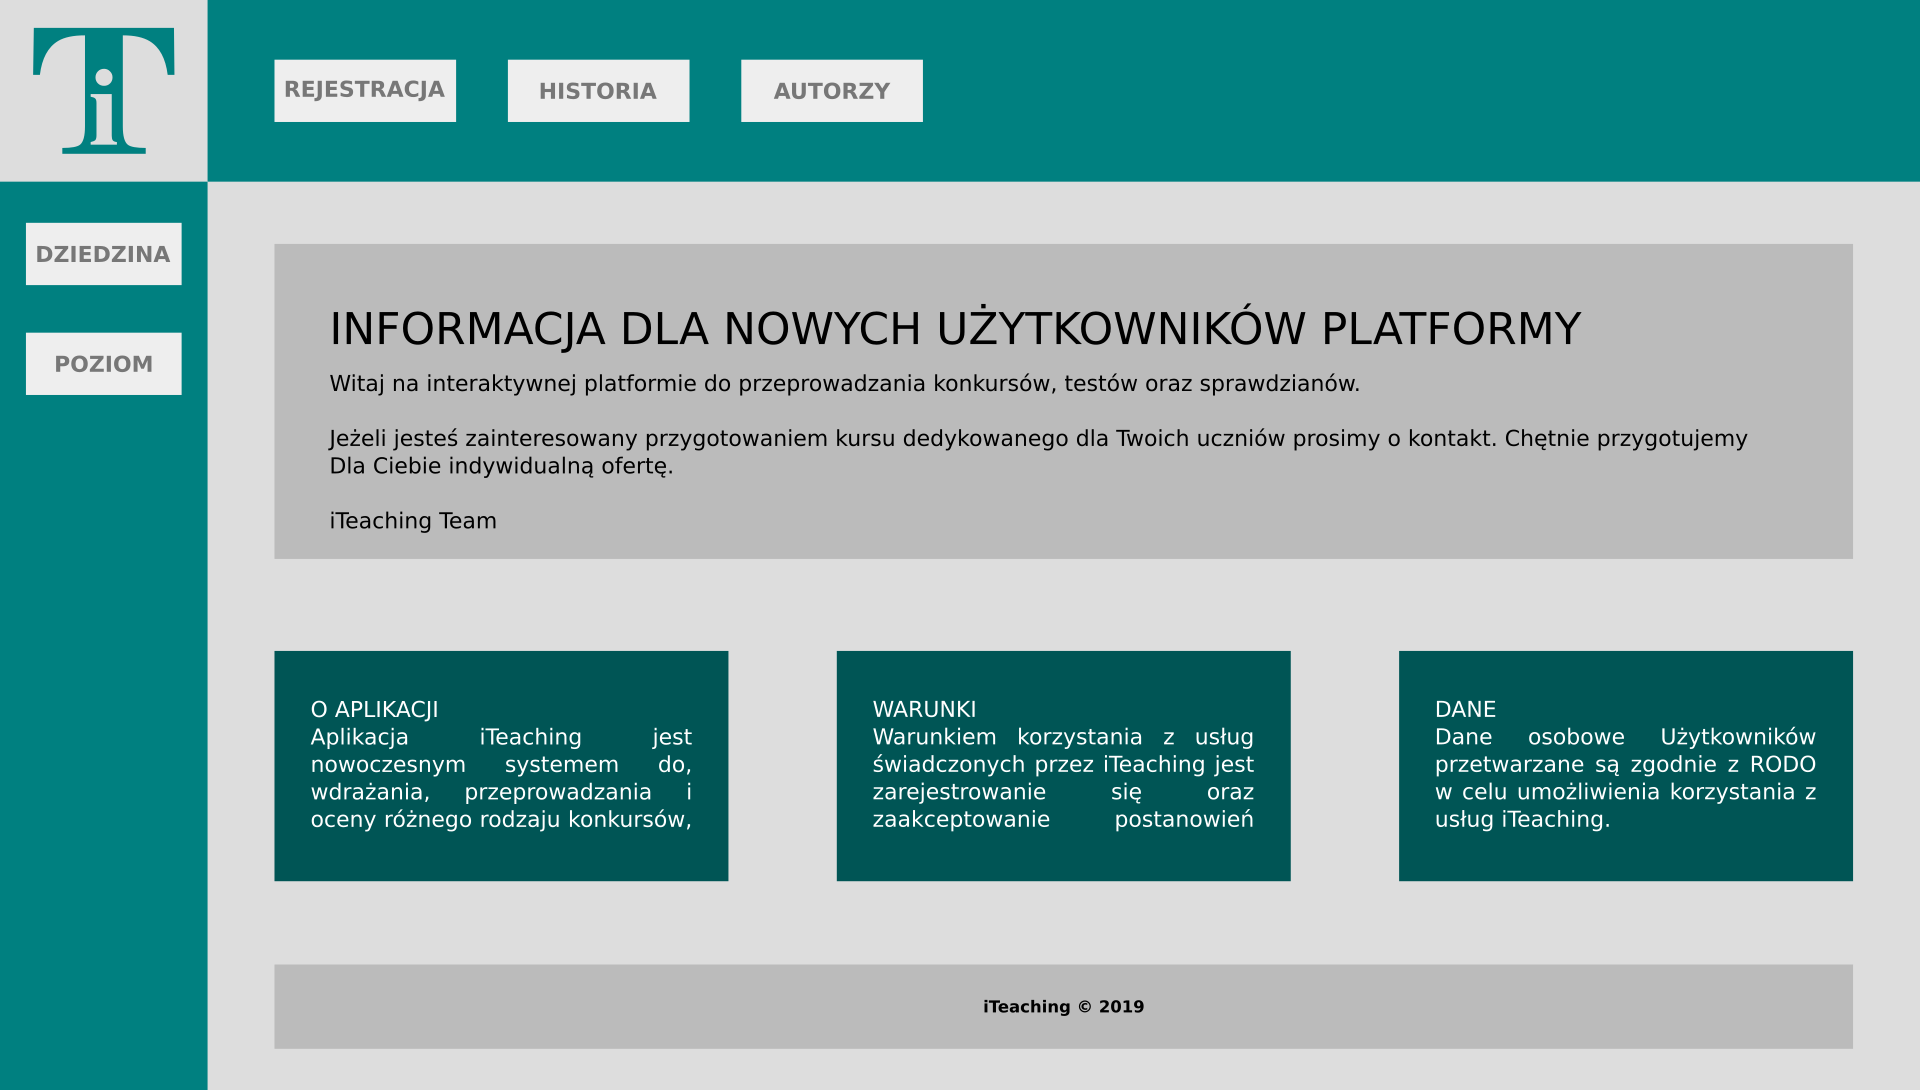 Ti
REJESTRACJA
HISTORIA
AUTORZY
DZIEDZINA
POZIOM
INFORMACJA DLA NOWYCH UŻYTKOWNIKÓW PLATFORMY
Witaj na interaktywnej platformie do przeprowadzania konkursów, testów oraz sprawdzianów.
Jeżeli jesteś zainteresowany przygotowaniem kursu dedykowanego dla Twoich uczniów prosimy o kontakt. Chętnie przygotujemy
Dla Ciebie indywidualną ofertę.
iTeaching Team
O APLIKACJI
Aplikacja iTeaching jest
nowoczesnym systemem do,
wdrażania, przeprowadzania i
oceny różnego rodzaju konkursów,
WARUNKI
Warunkiem korzystania z usług
świadczonych przez iTeaching jest
zarejestrowanie się oraz
zaakceptowanie postanowień
DANE
Dane osobowe Użytkowników
przetwarzane są zgodnie z RODO
w celu umożliwienia korzystania z
usług iTeaching.
iTeaching © 2019